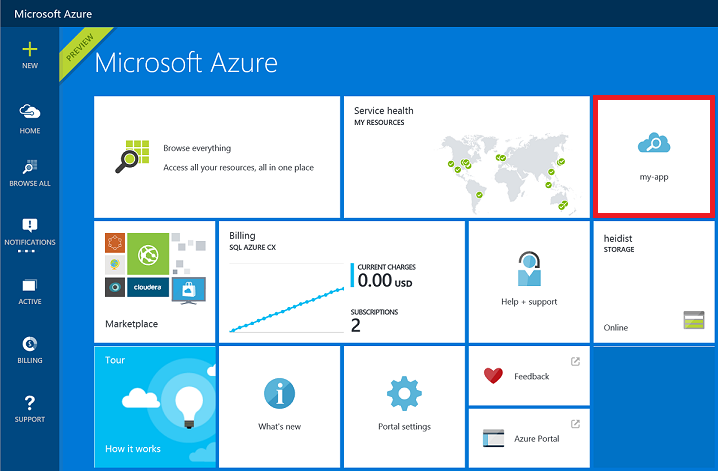 Microsoft Azure
NEW
HOME
BROWSE ALL
NOTIFICATIONS
ACTIVE
BILLING
SUPPORT
PREVIEW
Microsoft Azure
Browse everything
Access all your resources, all in one place
Service health
MY RESOURCES
my-app
cloudera
Marketplace
Billing
SQL AZURE CX
CURRENT CHARGES
0.00 USD
SUBSCRIPTIONS
2
Help + support
heidist
STORAGE
Online
Tour
How it works
What's new
Portal settings
Feedback
Azure Portal